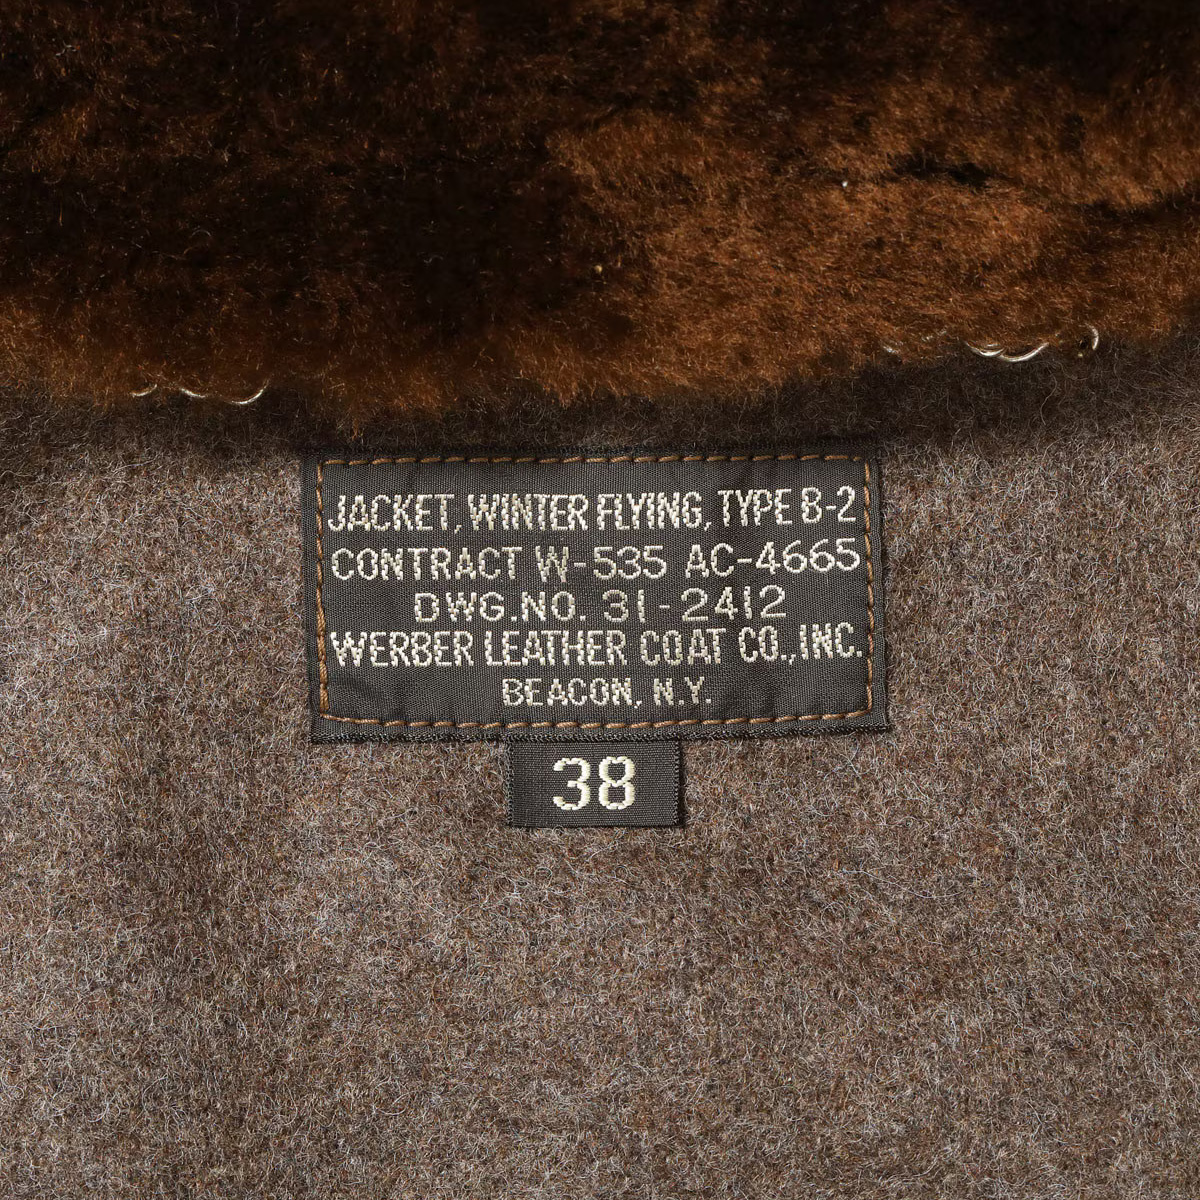 JACKET, WINTER FLYING, TYPE B-2
CONTRACT W-535 AC-4665
DWG.NO. 31-2412
WERBER LEATHER COAT CO.,INC.
BEACON, N.Y.
38